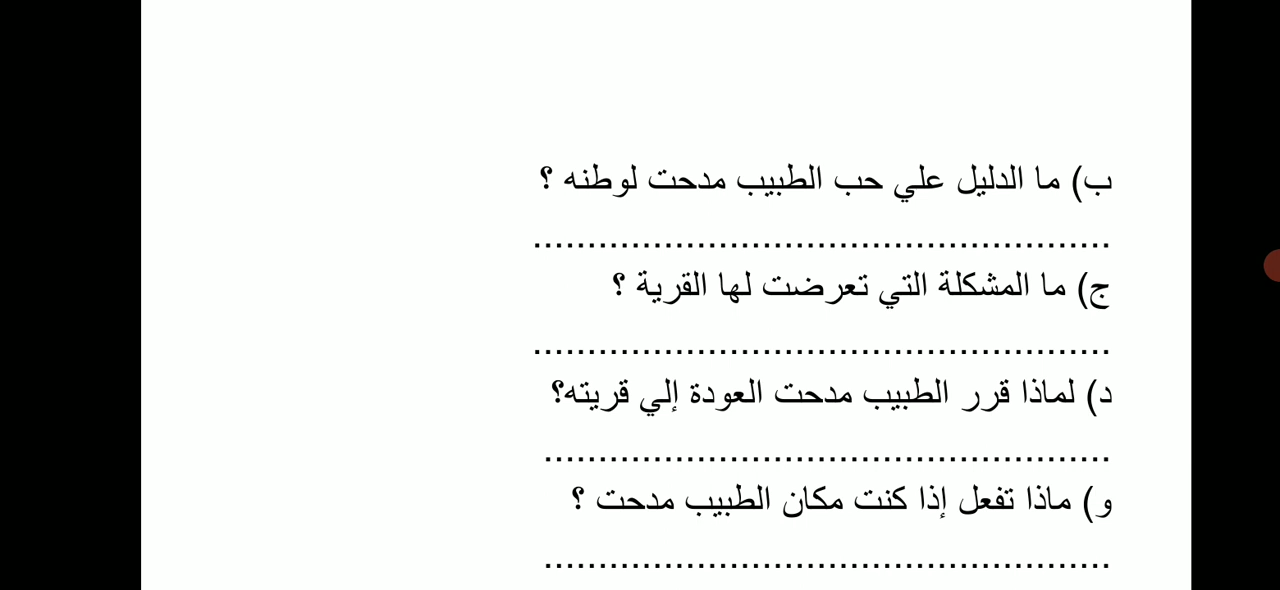 ب) ما الدليل علي حب الطبيب مدحت لوطنه ؟
.....................................................
ج) ما المشكلة التي تعرضت لها القرية ؟
.....................................................
د) لماذا قرر الطبيب مدحت العودة إلي قريته؟
....................................................
و) ماذا تفعل إذا كنت مكان الطبيب مدحت ؟
....................................................